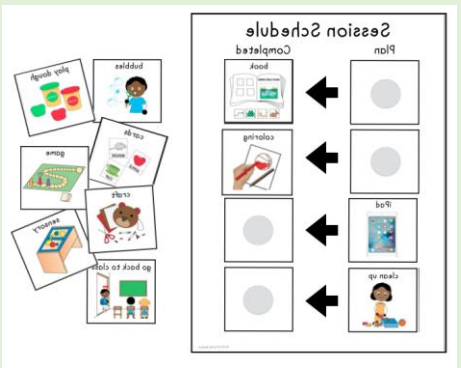 Session Schedule
Plan Completed
book
coloring
iPad
clean up
bubbles
play dough
cards
game
craft
sensory
go back to class